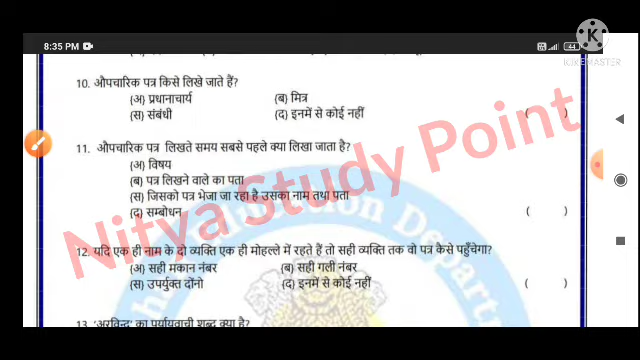 8:35 PM
44
K
KINEMASTER
10. औपचारिक पत्र किसे लिखे जाते हैं?
(अ) प्रधानाचार्य (ब) मित्र
(स) संबंधी (द) इनमें से कोई नहीं ( )
11. औपचारिक पत्र लिखते समय सबसे पहले क्या लिखा जाता है?
(अ) विषय
(ब) पत्र लिखने वाले का पता
(स) जिसको पत्र भेजा जा रहा है उसका नाम तथा पता
(द) सम्बोधन ( )
Nitya Study Point
12. यदि एक ही नाम के दो व्यक्ति एक ही मोहल्ले में रहते हैं तो सही व्यक्ति तक वो पत्र कैसे पहुँचेगा?
(अ) सही मकान नंबर (ब) सही गली नंबर
(स) उपर्युक्त दोंनो (द) इनमें से कोई नहीं ( )
13. 'अरविन्द' का पर्यायवाची शब्द क्या है?